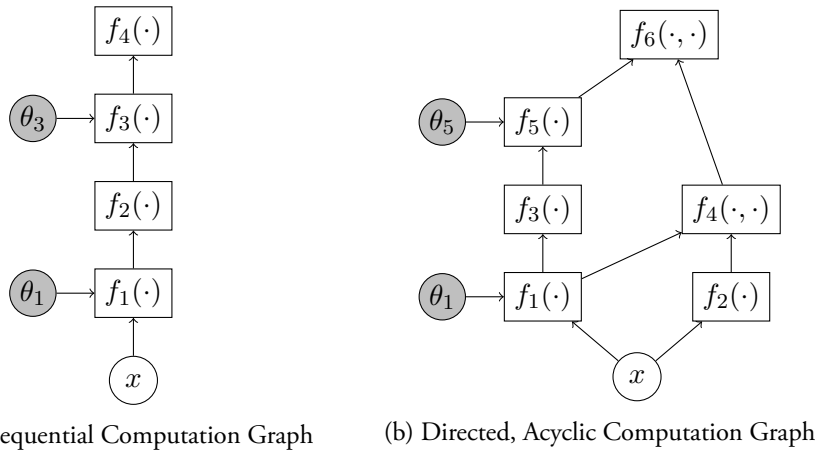 f₄(·)
θ₃ f₃(·)
f₂(·)
θ₁ f₁(·)
x
equential Computation Graph
f₆(·,·)
θ₅ f₅(·)
f₃(·) f₄(·,·)
θ₁ f₁(·) f₂(·)
x
(b) Directed, Acyclic Computation Graph